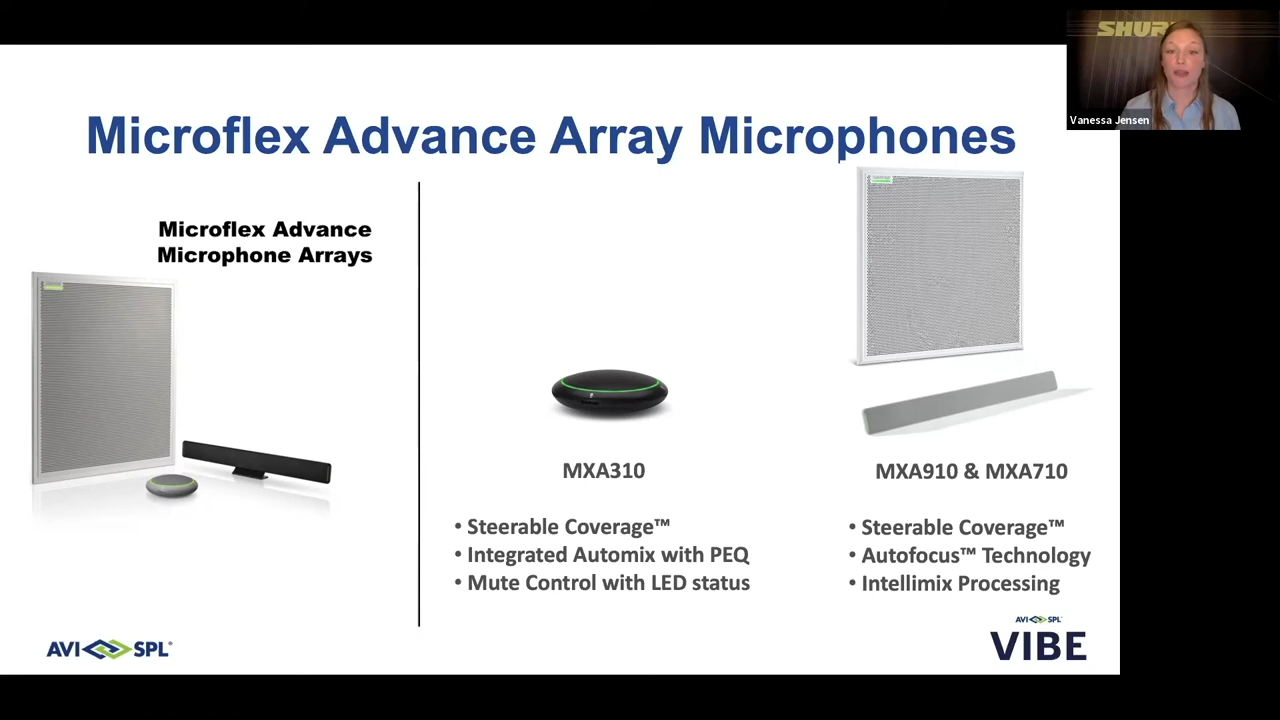 SHURE
Vanessa Jensen
Microflex Advance Array Microphones
Microflex Advance
Microphone Arrays
MXA310
• Steerable Coverage™
• Integrated Automix with PEQ
• Mute Control with LED status
MXA910 & MXA710
• Steerable Coverage™
• Autofocus™ Technology
• Intellimix Processing
AVI SPL®
AVI SPL
VIBE